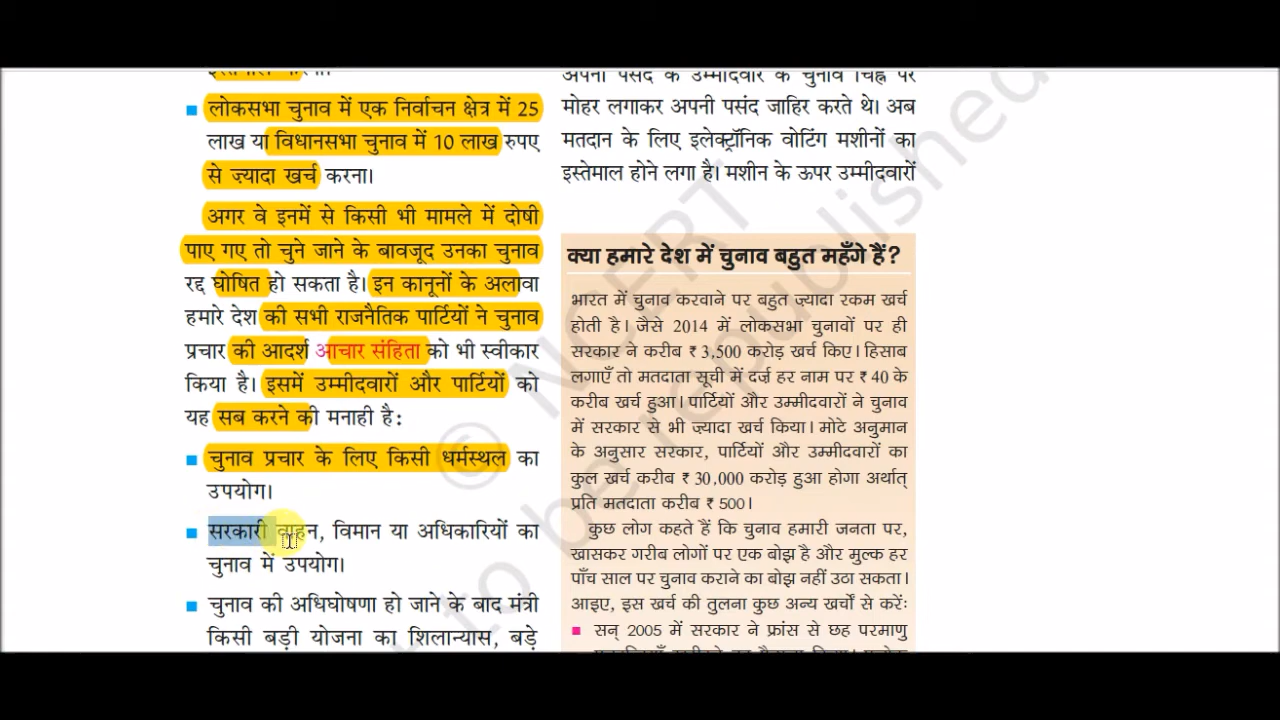 लोकसभा चुनाव में एक निर्वाचन क्षेत्र में 25
लाख या विधानसभा चुनाव में 10 लाख रुपए
से ज़्यादा खर्च करना।
अगर वे इनमें से किसी भी मामले में दोषी
पाए गए तो चुने जाने के बावजूद उनका चुनाव
रद्द घोषित हो सकता है। इन कानूनों के अलावा
हमारे देश की सभी राजनैतिक पार्टियों ने चुनाव
प्रचार की आदर्श आचार संहिता को भी स्वीकार
किया है। इसमें उम्मीदवारों और पार्टियों को
यह सब करने की मनाही है:
चुनाव प्रचार के लिए किसी धर्मस्थल का
उपयोग।
सरकारी वाहन, विमान या अधिकारियों का
चुनाव में उपयोग।
चुनाव की अधिघोषणा हो जाने के बाद मंत्री
किसी बड़ी योजना का शिलान्यास, बड़े
अपनी पसंद के उम्मीदवार के चुनाव चिह्न पर
मोहर लगाकर अपनी पसंद जाहिर करते थे। अब
मतदान के लिए इलेक्ट्रॉनिक वोटिंग मशीनों का
इस्तेमाल होने लगा है। मशीन के ऊपर उम्मीदवारों
क्या हमारे देश में चुनाव बहुत महँगे हैं?
भारत में चुनाव करवाने पर बहुत ज़्यादा रकम खर्च
होती है। जैसे 2014 में लोकसभा चुनावों पर ही
सरकार ने करीब ₹ 3,500 करोड़ खर्च किए। हिसाब
लगाएँ तो मतदाता सूची में दर्ज़ हर नाम पर ₹ 40 के
करीब खर्च हुआ। पार्टियों और उम्मीदवारों ने चुनाव
में सरकार से भी ज़्यादा खर्च किया। मोटे अनुमान
के अनुसार सरकार, पार्टियों और उम्मीदवारों का
कुल खर्च करीब ₹ 30,000 करोड़ हुआ होगा अर्थात्
प्रति मतदाता करीब ₹ 500।
कुछ लोग कहते हैं कि चुनाव हमारी जनता पर,
खासकर गरीब लोगों पर एक बोझ है और मुल्क हर
पाँच साल पर चुनाव कराने का बोझ नहीं उठा सकता।
आइए, इस खर्च की तुलना कुछ अन्य खर्चों से करें:
सन् 2005 में सरकार ने फ्रांस से छह परमाणु
© NCERT
to be republished